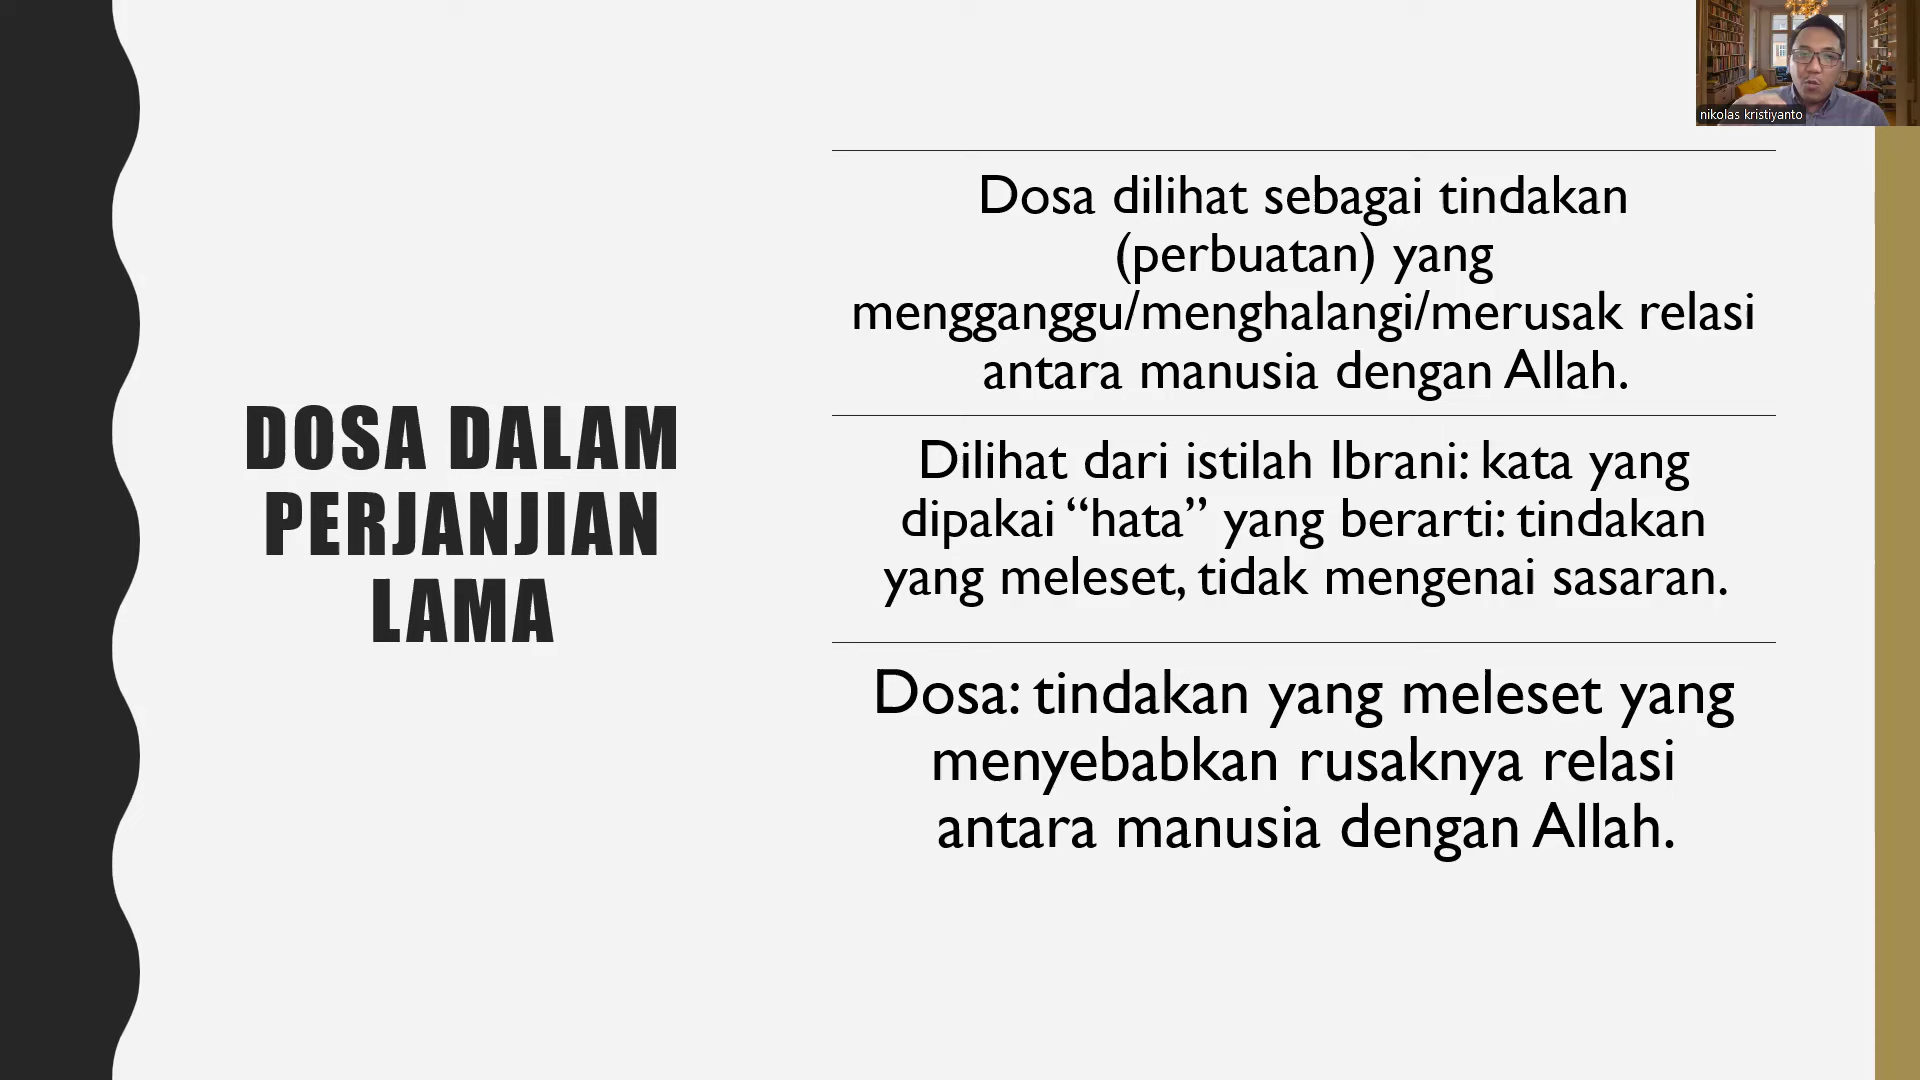 nikolas kristiyanto
DOSA DALAM
PERJANJIAN
LAMA
Dosa dilihat sebagai tindakan
(perbuatan) yang
mengganggu/menghalangi/merusak relasi
antara manusia dengan Allah.
Dilihat dari istilah Ibrani: kata yang
dipakai “hata” yang berarti: tindakan
yang meleset, tidak mengenai sasaran.
Dosa: tindakan yang meleset yang
menyebabkan rusaknya relasi
antara manusia dengan Allah.